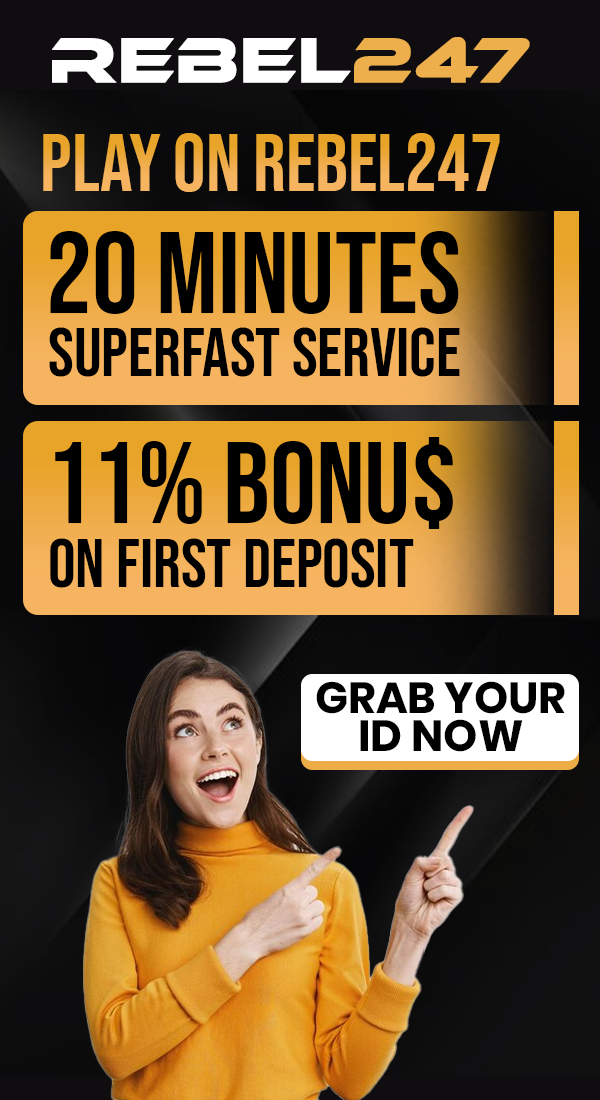 REBEL247
PLAY ON REBEL247
20 MINUTES
SUPERFAST SERVICE
11% BONU$
ON FIRST DEPOSIT
GRAB YOUR
ID NOW